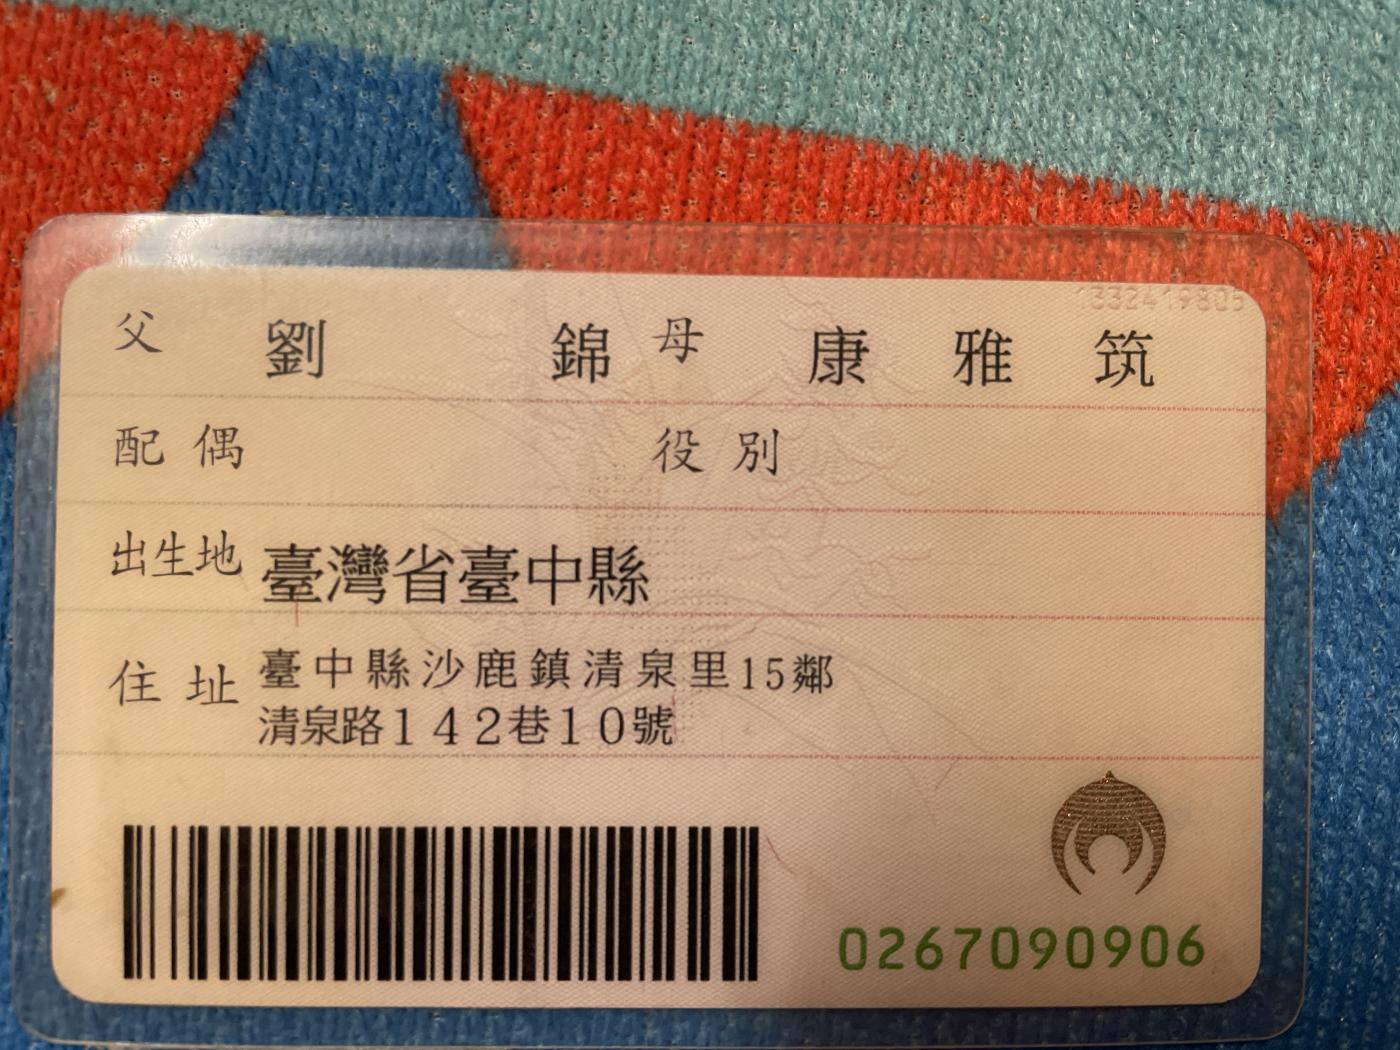 1332419805
父 劉錦 母 康雅筑
配偶 役別
出生地 臺灣省臺中縣
住址 臺中縣沙鹿鎮清泉里15鄰
清泉路142巷10號
0267090906